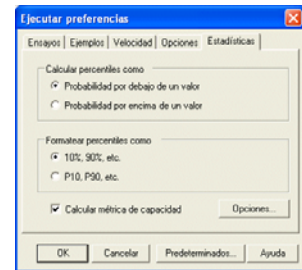 Ejecutar preferencias
Ensayos Ejemplos Velocidad Opciones Estadísticas
Calcular percentiles como
Probabilidad por debajo de un valor
Probabilidad por encima de un valor
Formatear percentiles como
10%, 90%, etc.
P10, P90, etc.
Calcular métrica de capacidad Opciones...
OK Cancelar Predeterminados... Ayuda